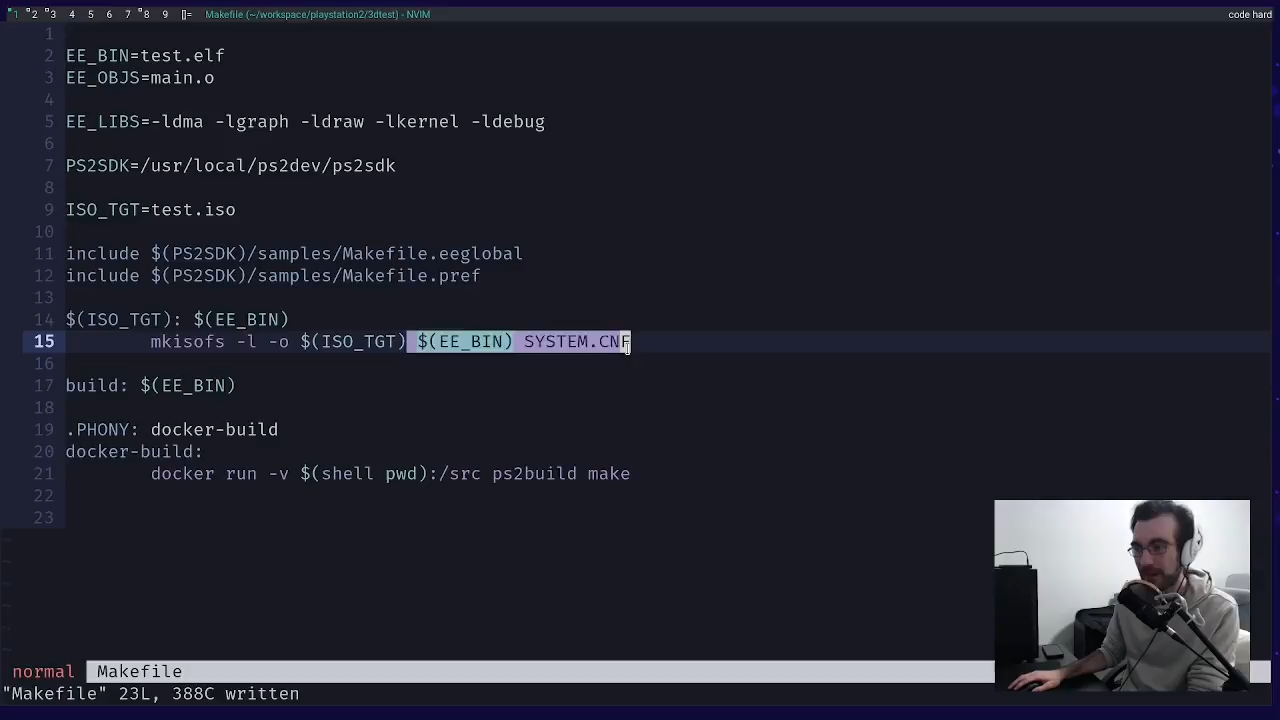 1 2 3 4 5 6 7 8 9 []= Makefile (~/workspace/playstation2/3dtest) - NVIM code hard
1
2 EE_BIN=test.elf
3 EE_OBJS=main.o
4
5 EE_LIBS=-ldma -lgraph -ldraw -lkernel -ldebug
6
7 PS2SDK=/usr/local/ps2dev/ps2sdk
8
9 ISO_TGT=test.iso
10
11 include $(PS2SDK)/samples/Makefile.eeglobal
12 include $(PS2SDK)/samples/Makefile.pref
13
14 $(ISO_TGT): $(EE_BIN)
15 mkisofs -l -o $(ISO_TGT) $(EE_BIN) SYSTEM.CNF
16
17 build: $(EE_BIN)
18
19 .PHONY: docker-build
20 docker-build:
21 docker run -v $(shell pwd):/src ps2build make
22
23
~
~
~
~
~
~
normal Makefile
"Makefile" 23L, 388C written